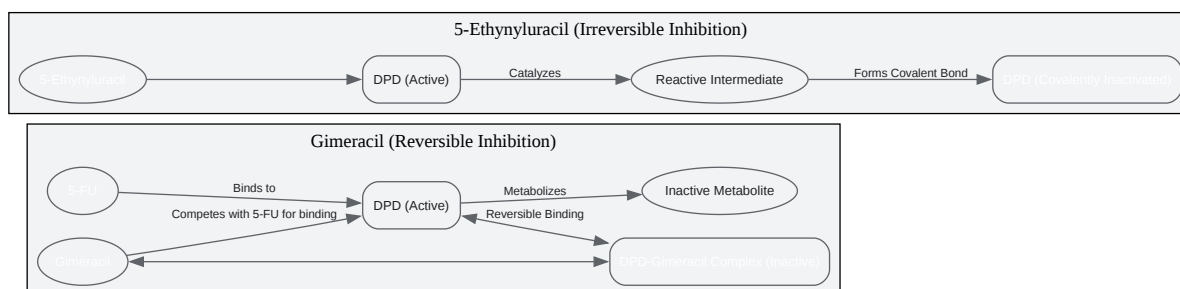 5-Ethynyluracil (Irreversible Inhibition)
5-Ethynyluracil
DPD (Active)
Catalyzes
Reactive Intermediate
Forms Covalent Bond
DPD (Covalently Inactivated)
Gimeracil (Reversible Inhibition)
5-FU
Binds to
Competes with 5-FU for binding
DPD (Active)
Metabolizes
Inactive Metabolite
Reversible Binding
Gimeracil
DPD-Gimeracil Complex (Inactive)